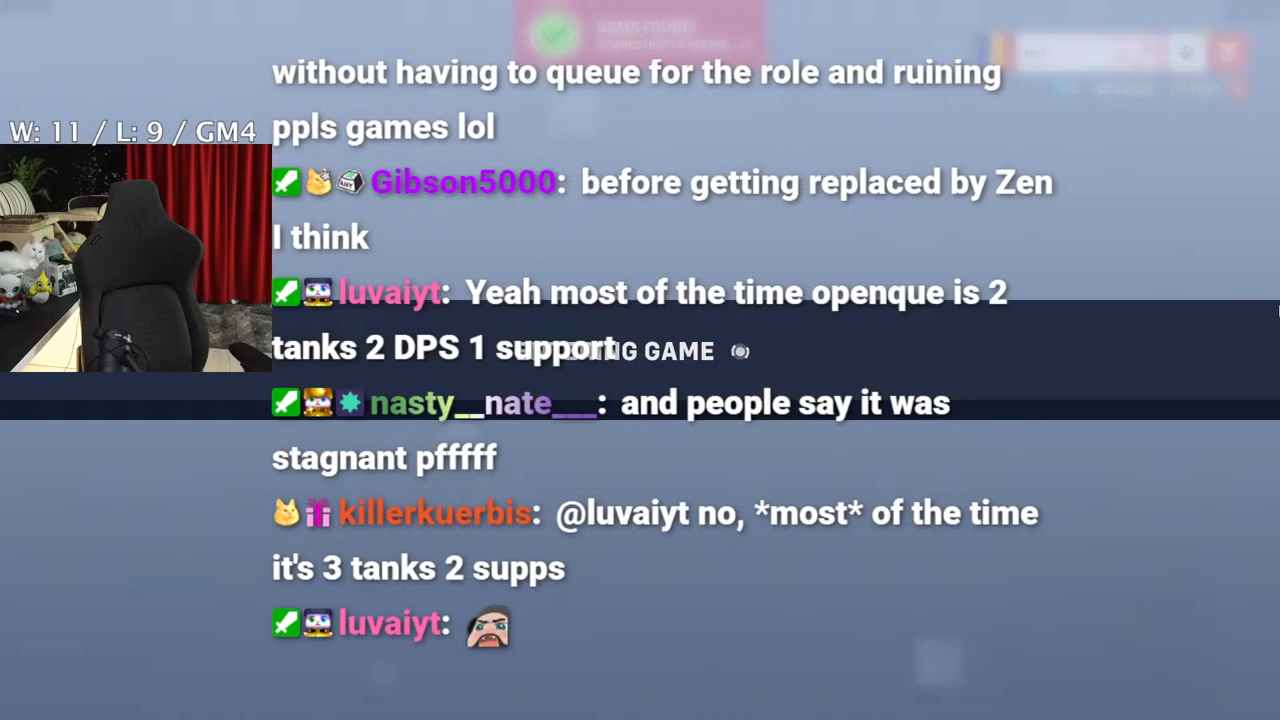 without having to queue for the role and ruining
W: 11 / L: 9 / GM4
ppls games lol
Gibson5000: before getting replaced by Zen
I think
luvaiyt: Yeah most of the time openque is 2
tanks 2 DPS 1 support
GAME
nasty__nate___: and people say it was
stagnant pfffff
killerkuerbis: @luvaiyt no, *most* of the time
it's 3 tanks 2 supps
luvaiyt: